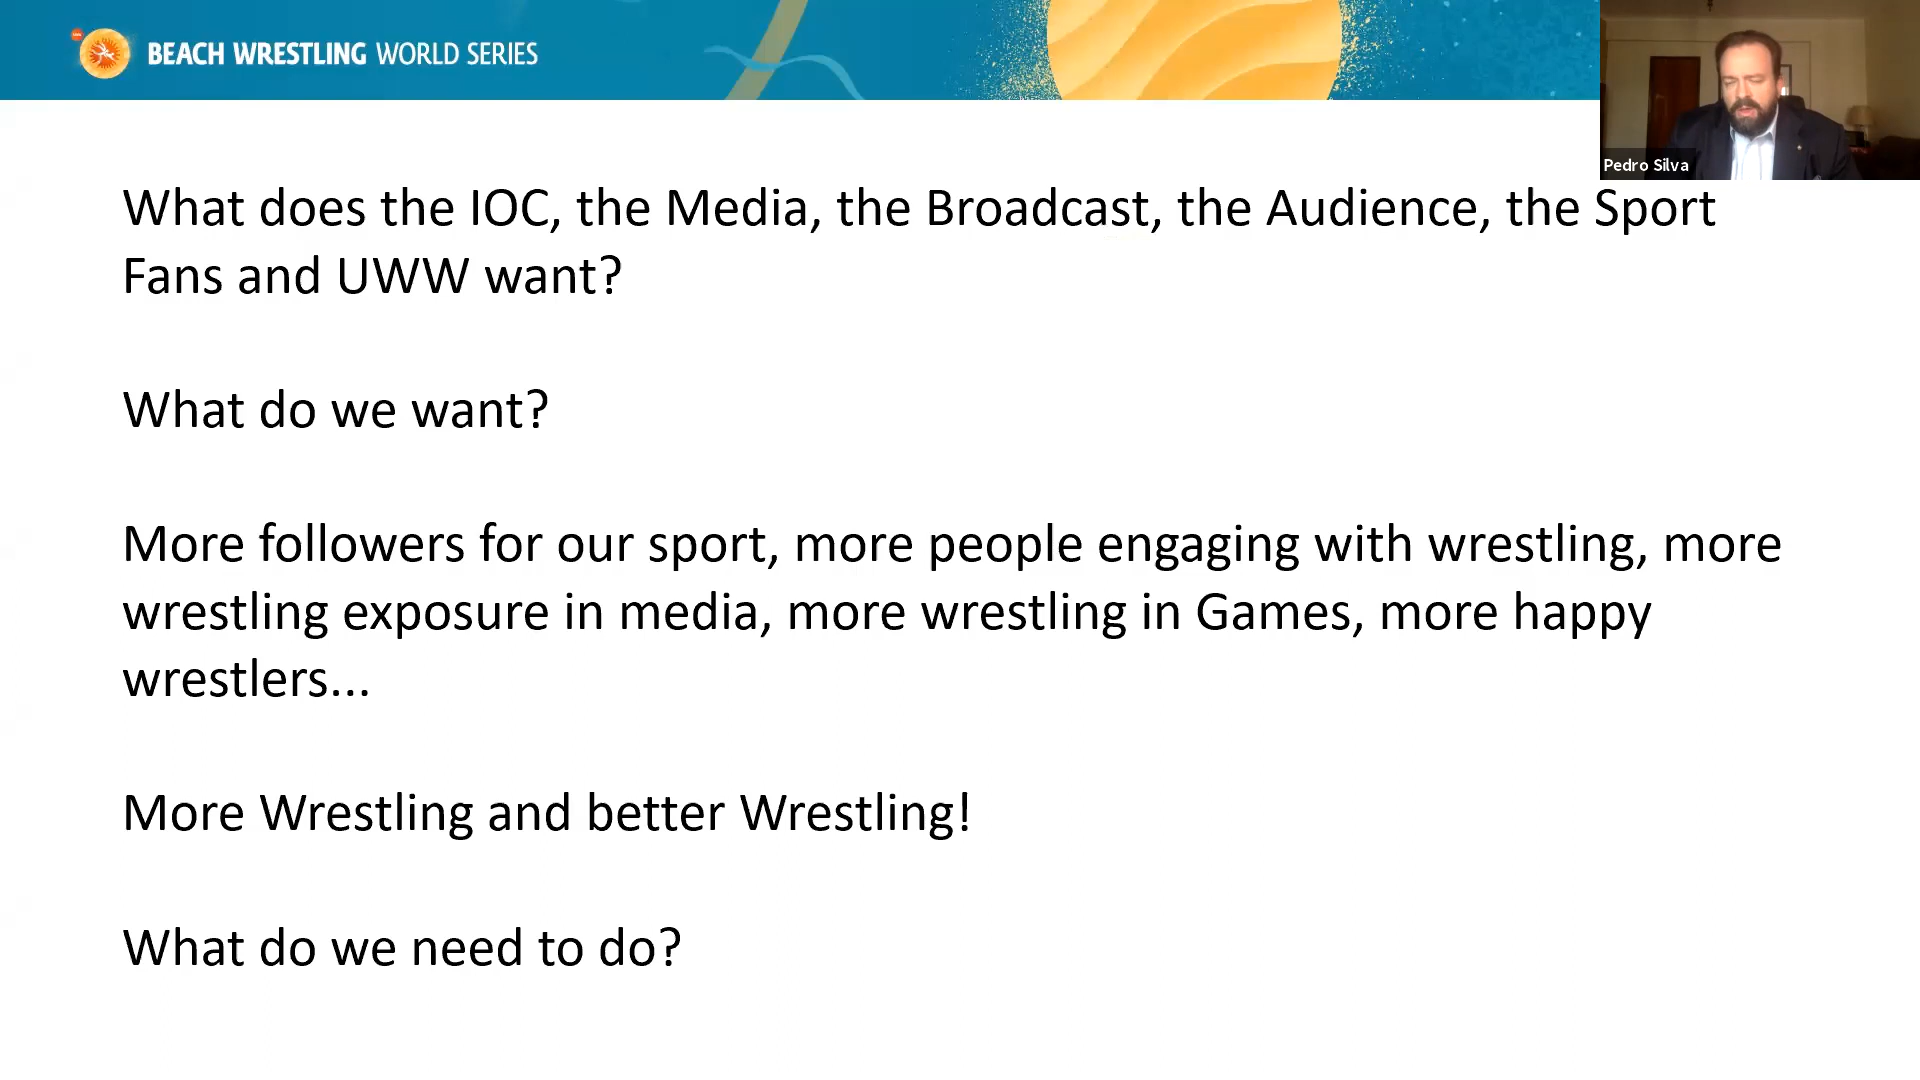 BEACH WRESTLING WORLD SERIES
Pedro Silva
What does the IOC, the Media, the Broadcast, the Audience, the Sport
Fans and UWW want?
What do we want?
More followers for our sport, more people engaging with wrestling, more
wrestling exposure in media, more wrestling in Games, more happy
wrestlers...
More Wrestling and better Wrestling!
What do we need to do?